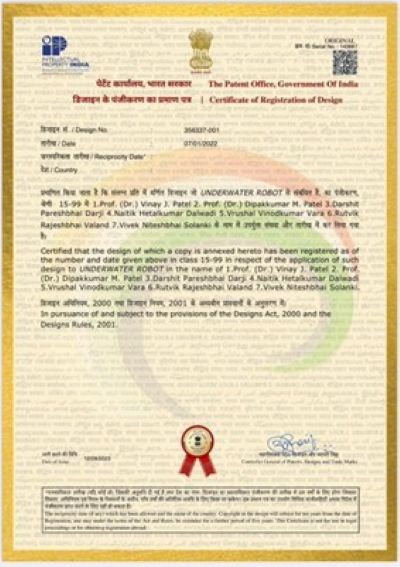 ORIGINAL
INTELLECTUAL
PROPERTY INDIA
पेटेंट कार्यालय, भारत सरकार | The Patent Office, Government Of India
डिजाइन के पंजीकरण का प्रमाण पत्र | Certificate of Registration of Design
डिजाइन सं. / Design No. 356337-001
तारीख / Date 07/01/2022
पारस्परिकता तारीख / Reciprocity Date*
देश / Country
प्रमाणित किया जाता है कि संलग्न प्रति में वर्णित डिजाइन जो UNDERWATER ROBOT से संबंधित है, का पंजीकरण,
श्रेणी 15-99 में 1.Prof. (Dr.) Vinay J. Patel 2. Prof. (Dr.) Dipakkumar M. Patel 3.Darshit
Pareshbhai Darji 4.Naitik Hetalkumar Dalwadi 5.Vrushal Vinodkumar Vara 6.Rutvik
Rajeshbhai Valand 7.Vivek Niteshbhai Solanki के नाम में उपर्युक्त संख्या और तारीख में कर लिया गया
है।
Certified that the design of which a copy is annexed hereto has been registered as of
the number and date given above in class 15-99 in respect of the application of such
design to UNDERWATER ROBOT in the name of 1.Prof. (Dr.) Vinay J. Patel 2. Prof.
(Dr.) Dipakkumar M. Patel 3.Darshit Pareshbhai Darji 4.Naitik Hetalkumar Dalwadi
5.Vrushal Vinodkumar Vara 6.Rutvik Rajeshbhai Valand 7.Vivek Niteshbhai Solanki.
डिजाइन अधिनियम, 2000 तथा डिजाइन नियम, 2001 के अध्यधीन प्रावधानों के अनुसरण में।
In pursuance of and subject to the provisions of the Designs Act, 2000 and the
Designs Rules, 2001.
जारी करने की तिथि
Date of Issue
Controller General of Patents, Designs and Trade Marks
The reciprocity date (if any) which has been allowed and the name of the country. Copyright in the design will subsist for ten years from the date of
Registration, and may under the terms of the Act and Rules, be extended for a further period of five years. This Certificate is not for use in legal
proceedings or for obtaining registration abroad.